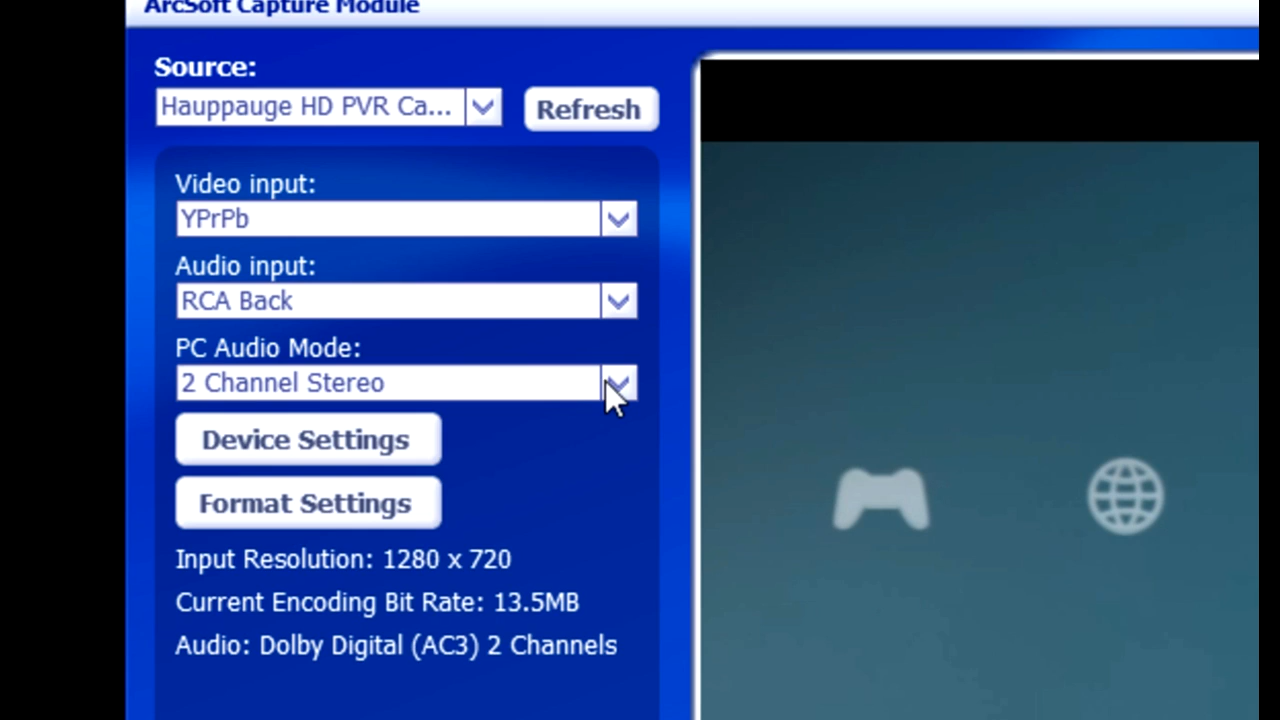 ArcSoft Capture Module
Source:
Hauppauge HD PVR Ca...
Refresh
Video input:
YPrPb
Audio input:
RCA Back
PC Audio Mode:
2 Channel Stereo
Device Settings
Format Settings
Input Resolution: 1280 x 720
Current Encoding Bit Rate: 13.5MB
Audio: Dolby Digital (AC3) 2 Channels